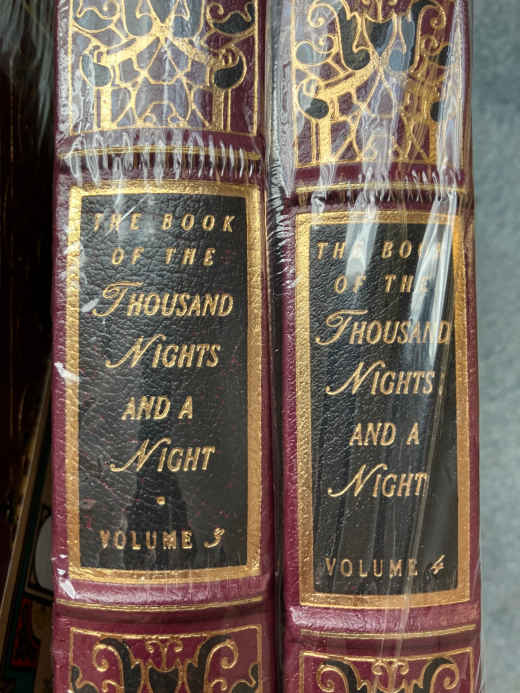 THE BOOK
OF THE
THOUSAND
NIGHTS
AND A
NIGHT
VOLUME 3
THE BOOK
OF THE
THOUSAND
NIGHTS:
AND A
NIGHT
VOLUME 4